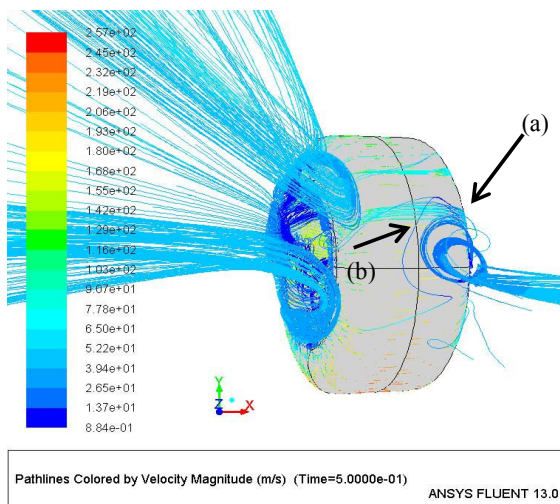 2.57e+02
2.45e+02
2.32e+02
2.19e+02
2.06e+02
1.93e+02
1.80e+02
1.68e+02
1.55e+02
1.42e+02
1.29e+02
1.16e+02
1.03e+02
9.07e+01
7.78e+01
6.50e+01
5.22e+01
3.94e+01
2.65e+01
1.37e+01
8.84e-01
(a)
(b)
Y
Z
X
Pathlines Colored by Velocity Magnitude (m/s) (Time=5.0000e-01)
ANSYS FLUENT 13.0